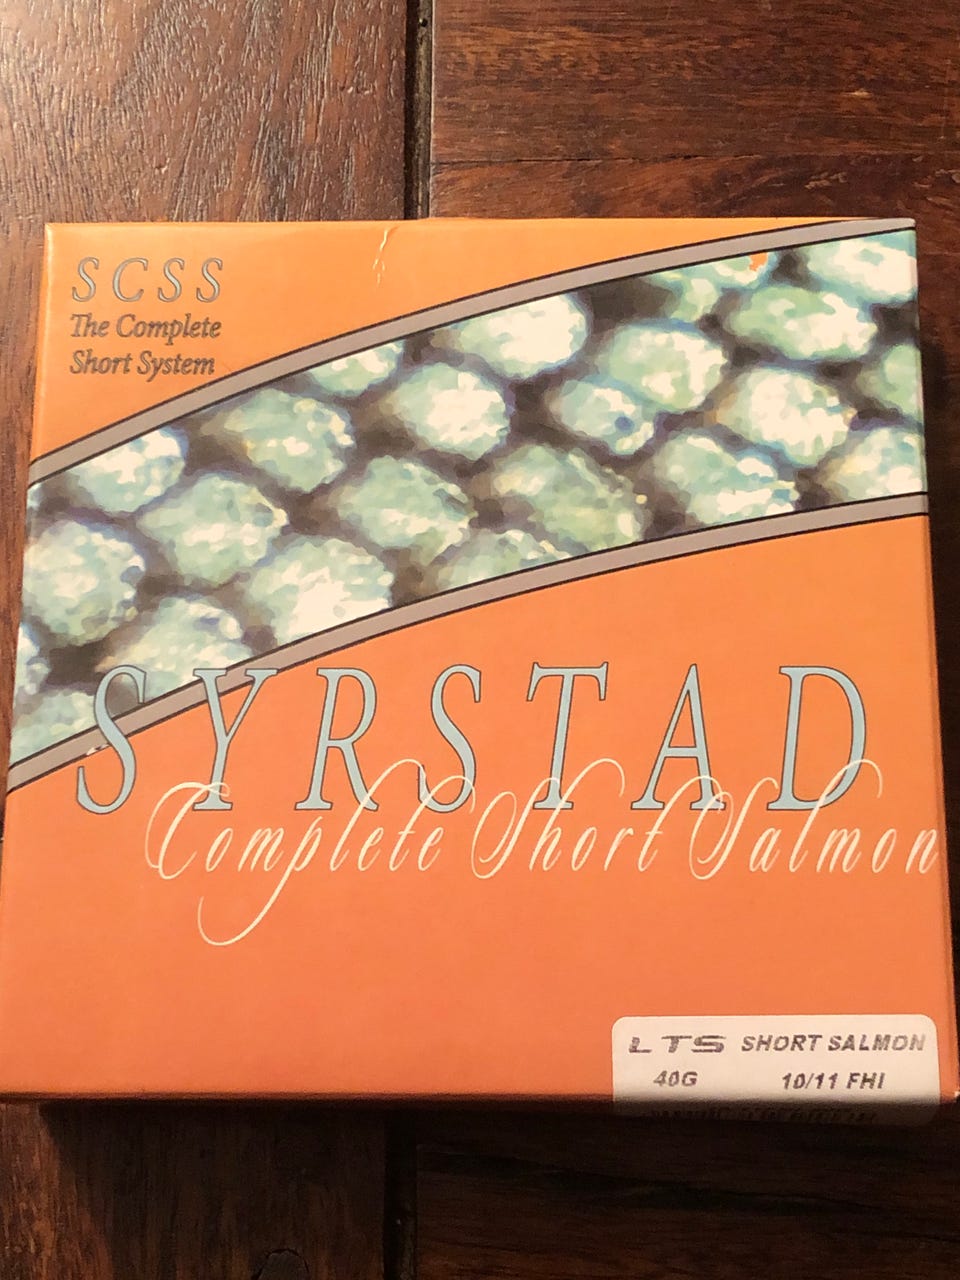 SCSS
The Complete
Short System
SYRSTAD
Complete Short Salmon
LTS SHORT SALMON
40G 10/11 FHI